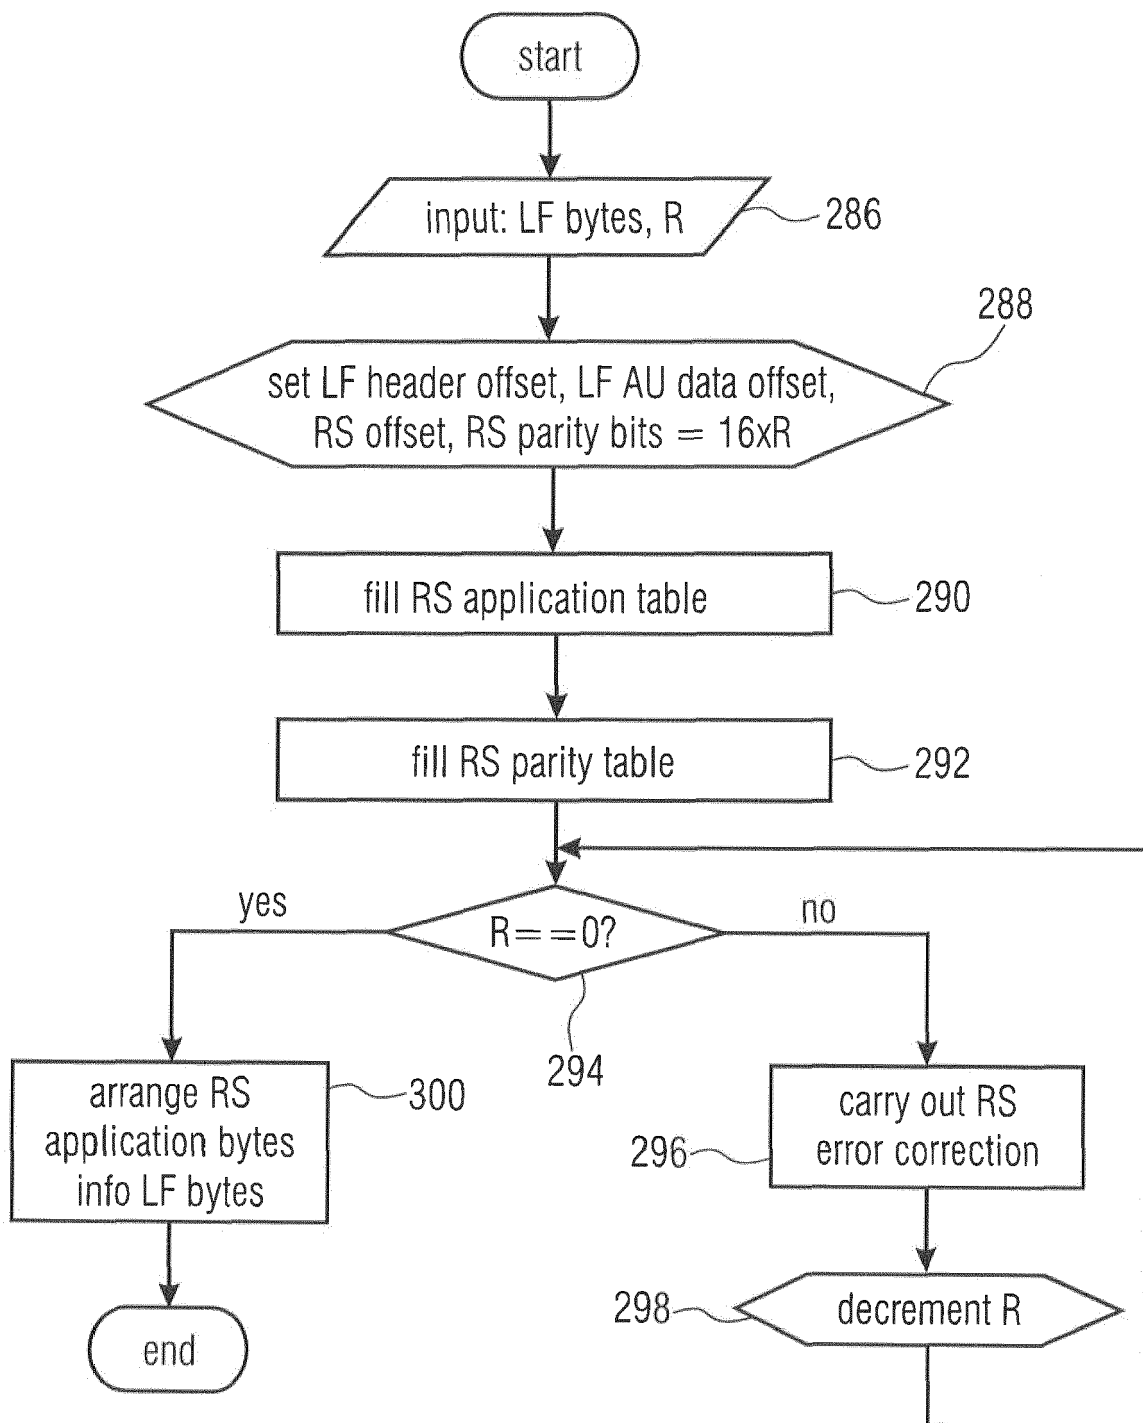 start
input: LF bytes, R
286
288
set LF header offset, LF AU data offset,
RS offset, RS parity bits = 16xR
fill RS application table
290
fill RS parity table
292
yes
R==0?
no
294
arrange RS
application bytes
info LF bytes
300
carry out RS
error correction
296
298
decrement R
end